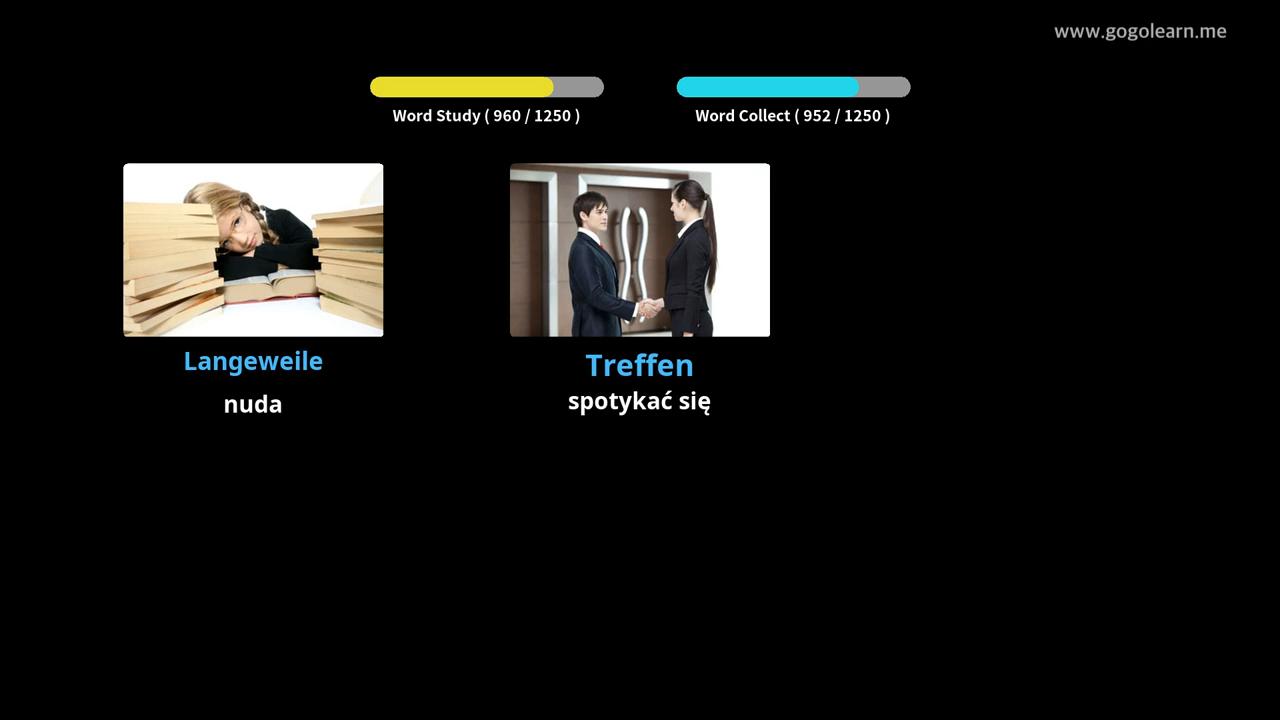 www.gogolearn.me
Word Study ( 960 / 1250 )
Word Collect ( 952 / 1250 )
Langeweile
nuda
Treffen
spotykać się